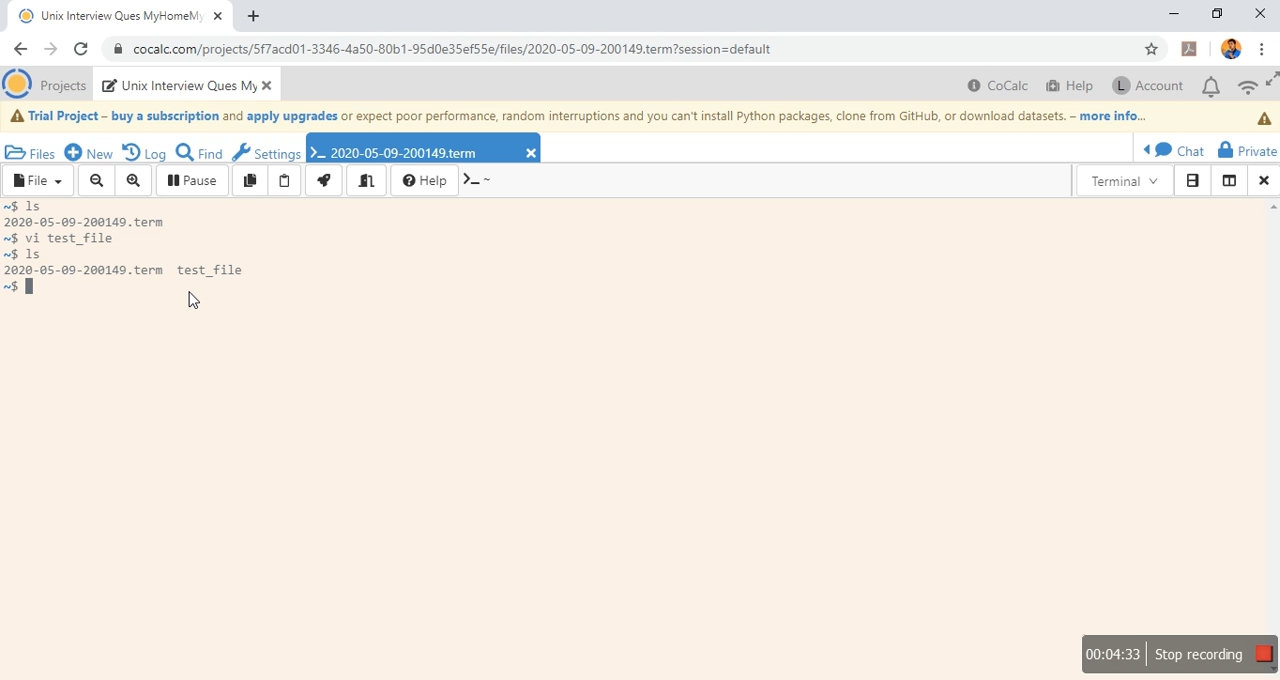 Unix Interview Ques MyHomeMy
cocalc.com/projects/5f7acd01-3346-4a50-80b1-95d0e35ef55e/files/2020-05-09-200149.term?session=default
Projects Unix Interview Ques My CoCalc Help L Account
Trial Project – buy a subscription and apply upgrades or expect poor performance, random interruptions and you can't install Python packages, clone from GitHub, or download datasets. – more info...
Files New Log Find Settings >_ 2020-05-09-200149.term Chat Private
File Pause Help >_ ~ Terminal
~$ ls
2020-05-09-200149.term
~$ vi test_file
~$ ls
2020-05-09-200149.term test_file
~$
00:04:33 Stop recording